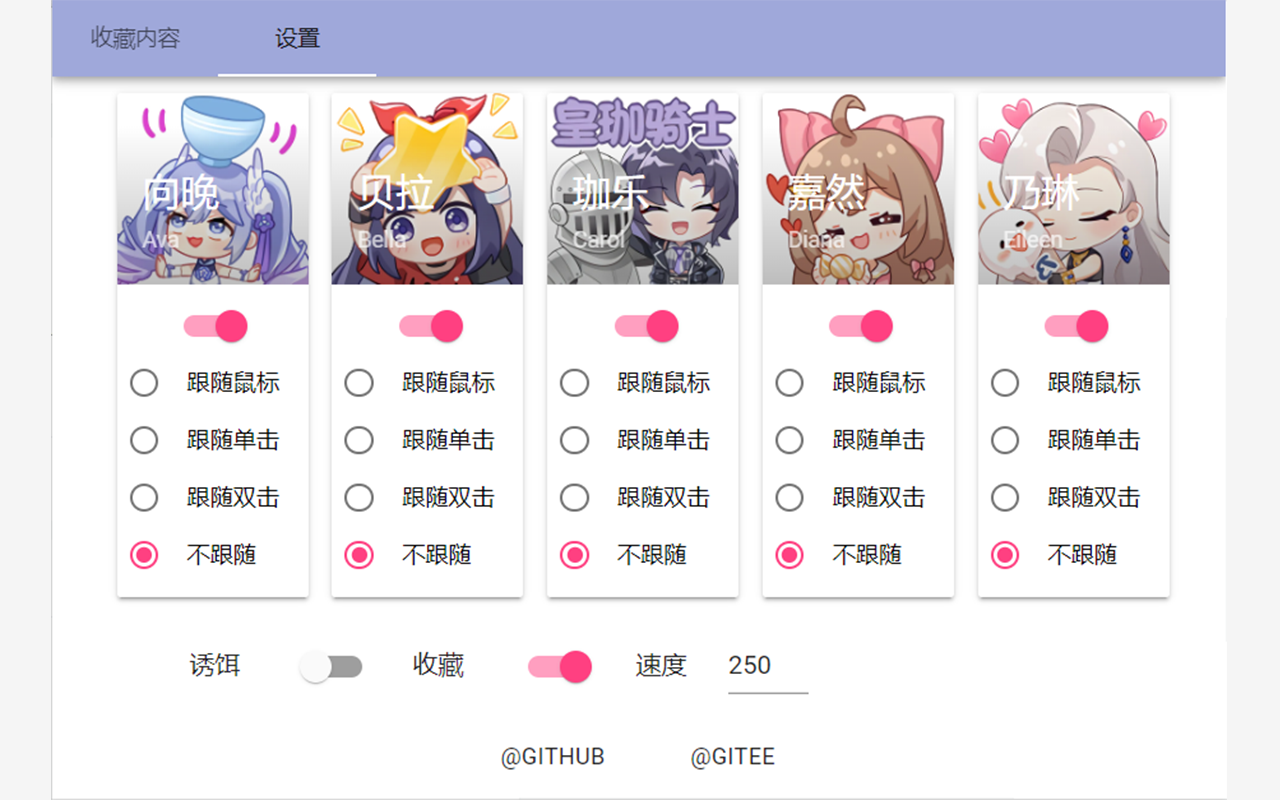 收藏内容 设置
皇珈骑士
向晚 贝拉 珈乐 嘉然 乃琳
Ava Bella Carol Diana Eileen
跟随鼠标 跟随鼠标 跟随鼠标 跟随鼠标 跟随鼠标
跟随单击 跟随单击 跟随单击 跟随单击 跟随单击
跟随双击 跟随双击 跟随双击 跟随双击 跟随双击
不跟随 不跟随 不跟随 不跟随 不跟随
诱饵 收藏 速度 250
@GITHUB @GITEE